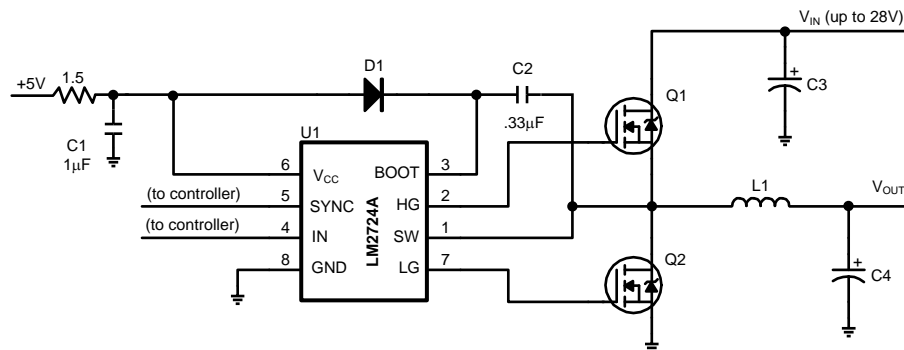 V_IN (up to 28V)
+5V
1.5
D1
C2
Q1
+
C3
C1
1µF
.33µF
U1
6
V_CC
BOOT
3
(to controller)
5
SYNC
HG
2
L1
V_OUT
(to controller)
4
IN
SW
1
8
GND
LG
7
LM2724A
Q2
+
C4